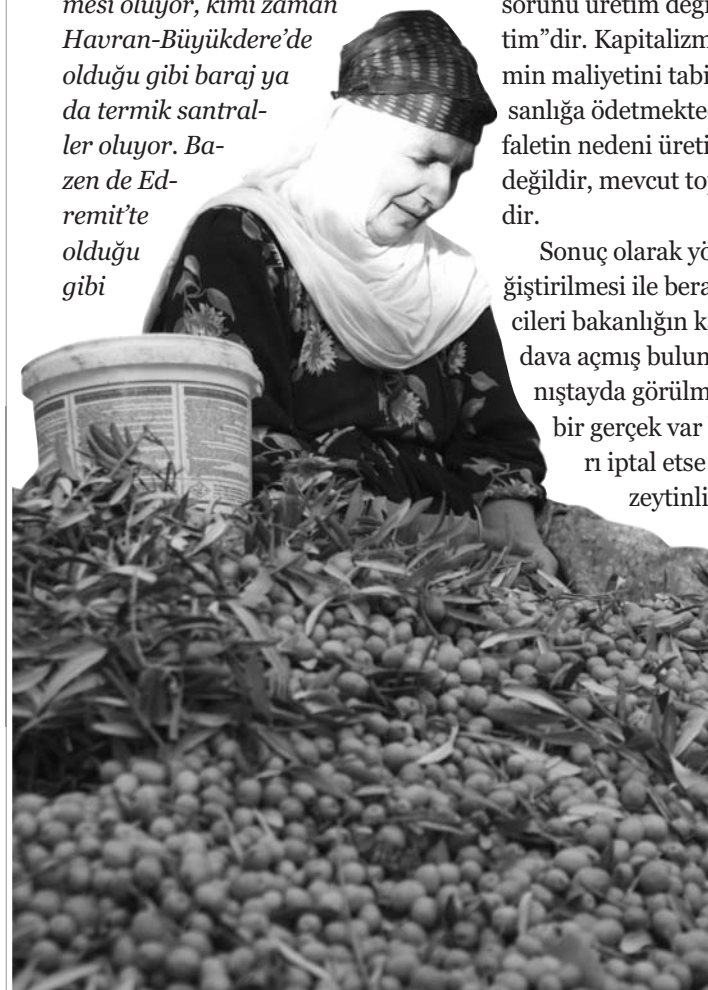 mesi oluyor, kimi zaman
Havran-Büyükdere’de
olduğu gibi baraj ya
da termik santral-
ler oluyor. Ba-
zen de Ed-
remit’te
olduğu
gibi
sorunu üretim deği
tim”dir. Kapitalizm
min maliyetini tabi
sanlığa ödetmekte
faletin nedeni üreti
değildir, mevcut to
dir.
Sonuç olarak yö
ğiştirilmesi ile bera
cileri bakanlığın k
dava açmış bulun
nıştayda görülm
bir gerçek var
rı iptal etse
zeytinli